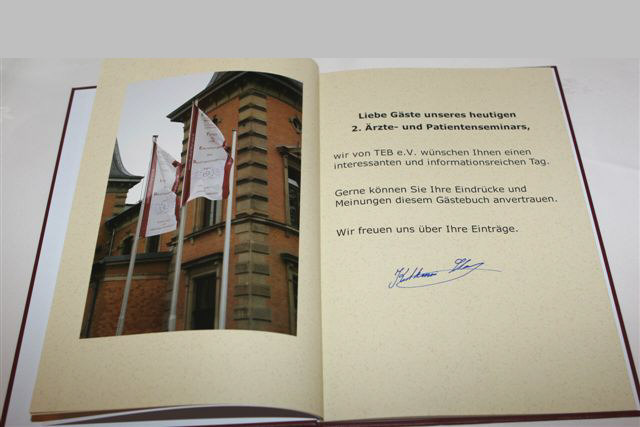 Liebe Gäste unseres heutigen
2. Ärzte- und Patientenseminars,
wir von TEB e.V. wünschen Ihnen einen
interessanten und informationsreichen Tag.
Gerne können Sie Ihre Eindrücke und
Meinungen diesem Gästebuch anvertrauen.
Wir freuen uns über Ihre Einträge.